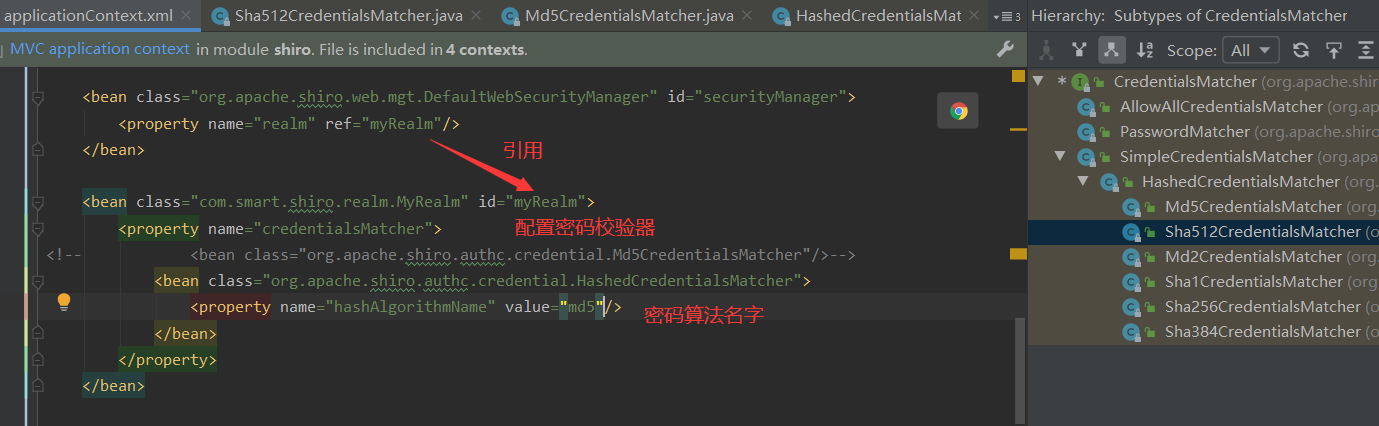 applicationContext.xml
Sha512CredentialsMatcher.java
Md5CredentialsMatcher.java
HashedCredentialsMat
3
Hierarchy: Subtypes of CredentialsMatcher
MVC application context in module shiro. File is included in 4 contexts.
Scope: All
<bean class="org.apache.shiro.web.mgt.DefaultWebSecurityManager" id="securityManager">
<property name="realm" ref="myRealm"/>
</bean>
引用
<bean class="com.smart.shiro.realm.MyRealm" id="myRealm">
<property name="credentialsMatcher">
配置密码校验器
<!-- <bean class="org.apache.shiro.authc.credential.Md5CredentialsMatcher"/>-->
<bean class="org.apache.shiro.authc.credential.HashedCredentialsMatcher">
<property name="hashAlgorithmName" value="md5"/>
密码算法名字
</bean>
</property>
</bean>
* CredentialsMatcher (org.apache.shir
AllowAllCredentialsMatcher (org.a
PasswordMatcher (org.apache.shiro
SimpleCredentialsMatcher (org.apa
HashedCredentialsMatcher (org.a
Md5CredentialsMatcher (org.a
Sha512CredentialsMatcher (o
Md2CredentialsMatcher (org.a
Sha1CredentialsMatcher (org.
Sha256CredentialsMatcher (o
Sha384CredentialsMatcher (o